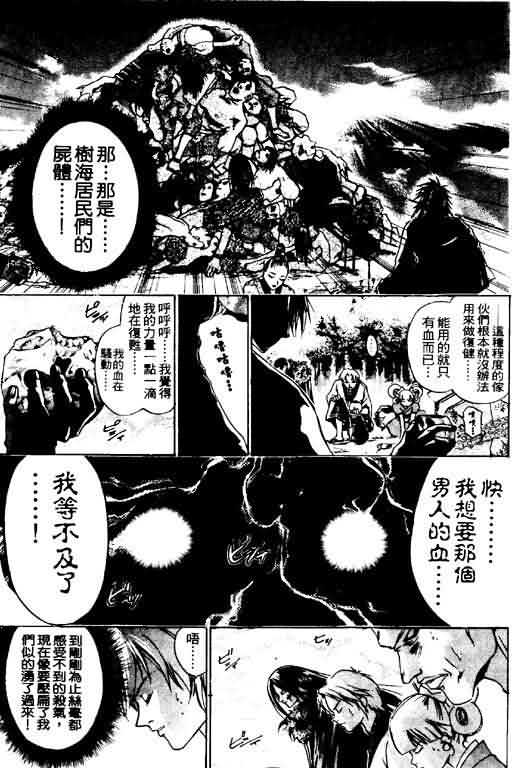 那…那是……
樹海居民們的
屍體……！
這種程度的傢
伙們根本就沒辦法
用來做復健……
能用的就只
有血而已…
咕嚕咕嚕…
呼呼呼……我覺得
我的力量一點一滴
地在復甦…
我的血在
騷動…
快………
我想要那個
男人的血……
我等不及了
……！
唔…
到剛剛為止絲毫都
感受不到的殺氣，
現在像要壓扁了我
們似的湧了過來！